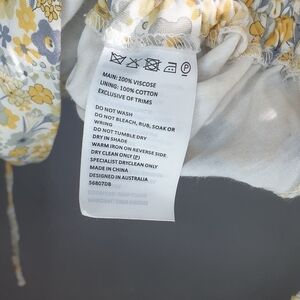 MAIN: 100% VISCOSE
LINING: 100% COTTON
EXCLUSIVE OF TRIMS
DO NOT WASH
DO NOT BLEACH, RUB, SOAK OR
WRING
DO NOT TUMBLE DRY
DRY IN SHADE
WARM IRON ON REVERSE SIDE
DRY CLEAN ONLY (P)
SPECIALIST DRYCLEAN ONLY
MADE IN CHINA
DESIGNED IN AUSTRALIA
56807DB